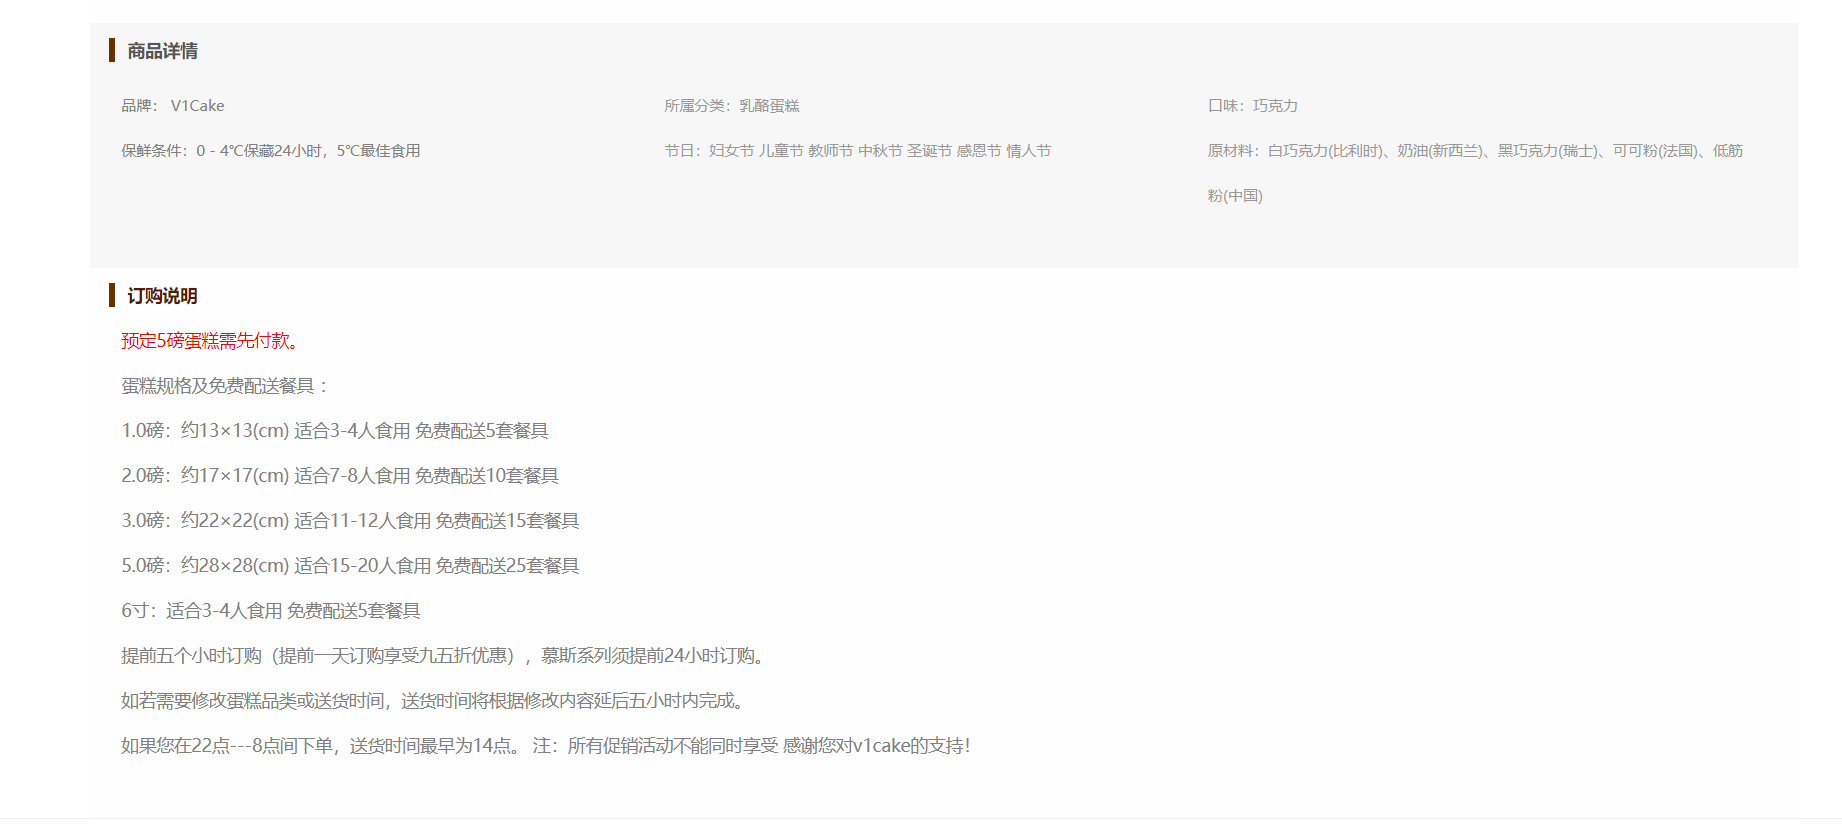 商品详情
品牌： V1Cake
所属分类：乳酪蛋糕
口味：巧克力
保鲜条件：0 - 4℃保藏24小时，5℃最佳食用
节日：妇女节 儿童节 教师节 中秋节 圣诞节 感恩节 情人节
原材料：白巧克力(比利时)、奶油(新西兰)、黑巧克力(瑞士)、可可粉(法国)、低筋
粉(中国)
订购说明
预定5磅蛋糕需先付款。
蛋糕规格及免费配送餐具 ：
1.0磅：约13×13(cm) 适合3-4人食用 免费配送5套餐具
2.0磅：约17×17(cm) 适合7-8人食用 免费配送10套餐具
3.0磅：约22×22(cm) 适合11-12人食用 免费配送15套餐具
5.0磅：约28×28(cm) 适合15-20人食用 免费配送25套餐具
6寸：适合3-4人食用 免费配送5套餐具
提前五个小时订购（提前一天订购享受九五折优惠），慕斯系列须提前24小时订购。
如若需要修改蛋糕品类或送货时间，送货时间将根据修改内容延后五小时内完成。
如果您在22点---8点间下单，送货时间最早为14点。 注：所有促销活动不能同时享受 感谢您对v1cake的支持！